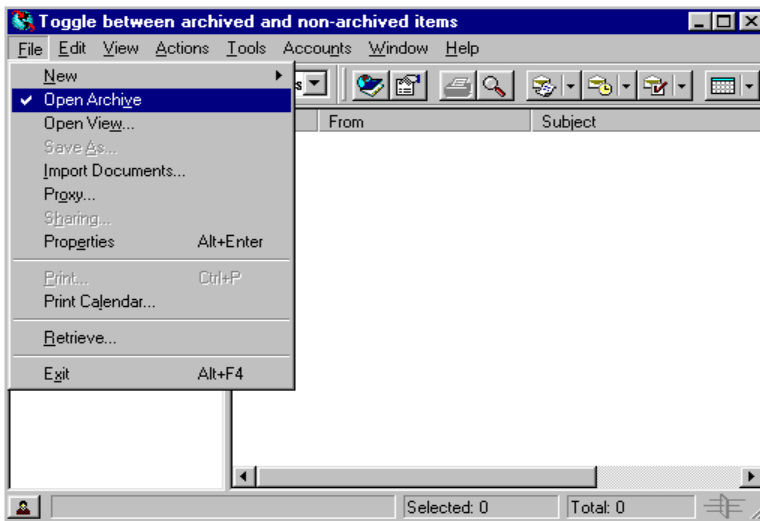 Toggle between archived and non-archived items
File Edit View Actions Tools Accounts Window Help
New
Open Archive
Open View...
Save As...
Import Documents...
Proxy...
Sharing...
Properties Alt+Enter
Print... Ctrl+P
Print Calendar...
Retrieve...
Exit Alt+F4
s
From Subject
Selected: 0 Total: 0